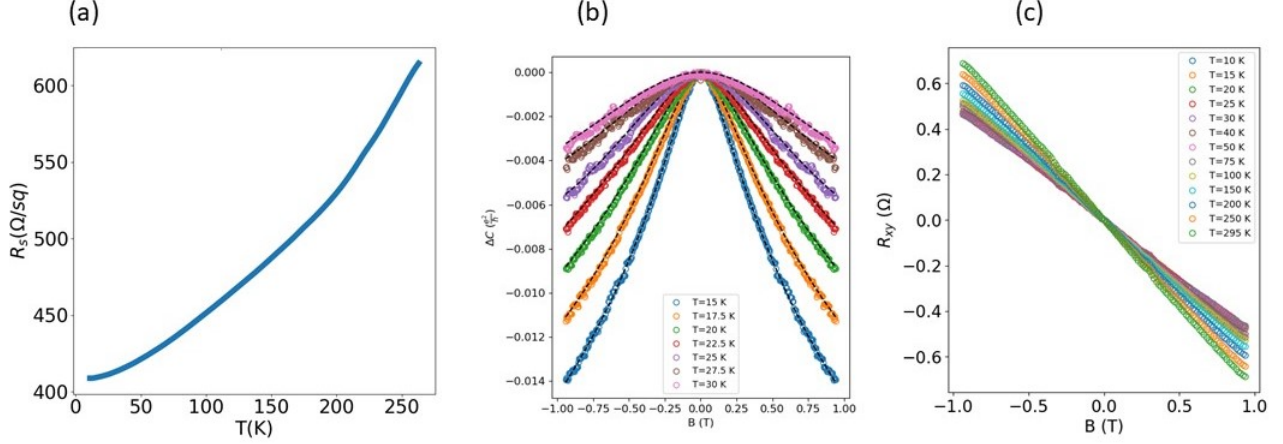 (a)
(b)
(c)
600
550
500
450
400
R_s(Ω/sq)
0
50
100
150
200
250
T(K)
0.000
−0.002
−0.004
−0.006
−0.008
−0.010
−0.012
−0.014
T=15 K
T=17.5 K
T=20 K
T=22.5 K
T=25 K
T=27.5 K
T=30 K
−1.00
−0.75
−0.50
−0.25
0.00
0.25
0.50
0.75
1.00
B (T)
0.6
0.4
0.2
0.0
−0.2
−0.4
−0.6
R_xy (Ω)
T=10 K
T=15 K
T=20 K
T=25 K
T=30 K
T=40 K
T=50 K
T=75 K
T=100 K
T=150 K
T=200 K
T=250 K
T=295 K
−1.0
−0.5
0.0
0.5
1.0
B (T)